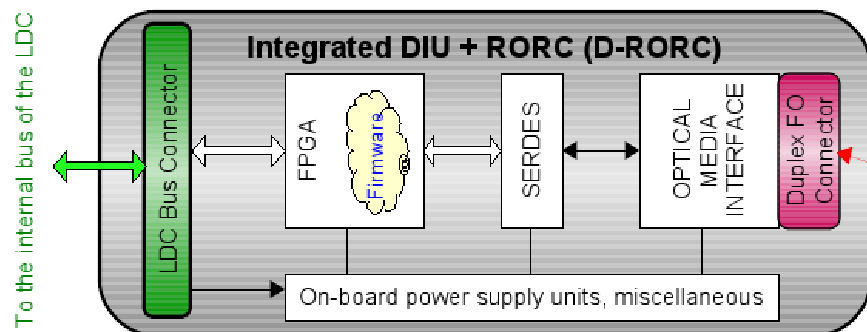 To the internal bus of the LDC
Integrated DIU + RORC (D-RORC)
LDC Bus Connector
FPGA
Firmware
SERDES
OPTICAL
MEDIA
INTERFACE
Duplex FO
Connector
On-board power supply units, miscellaneous